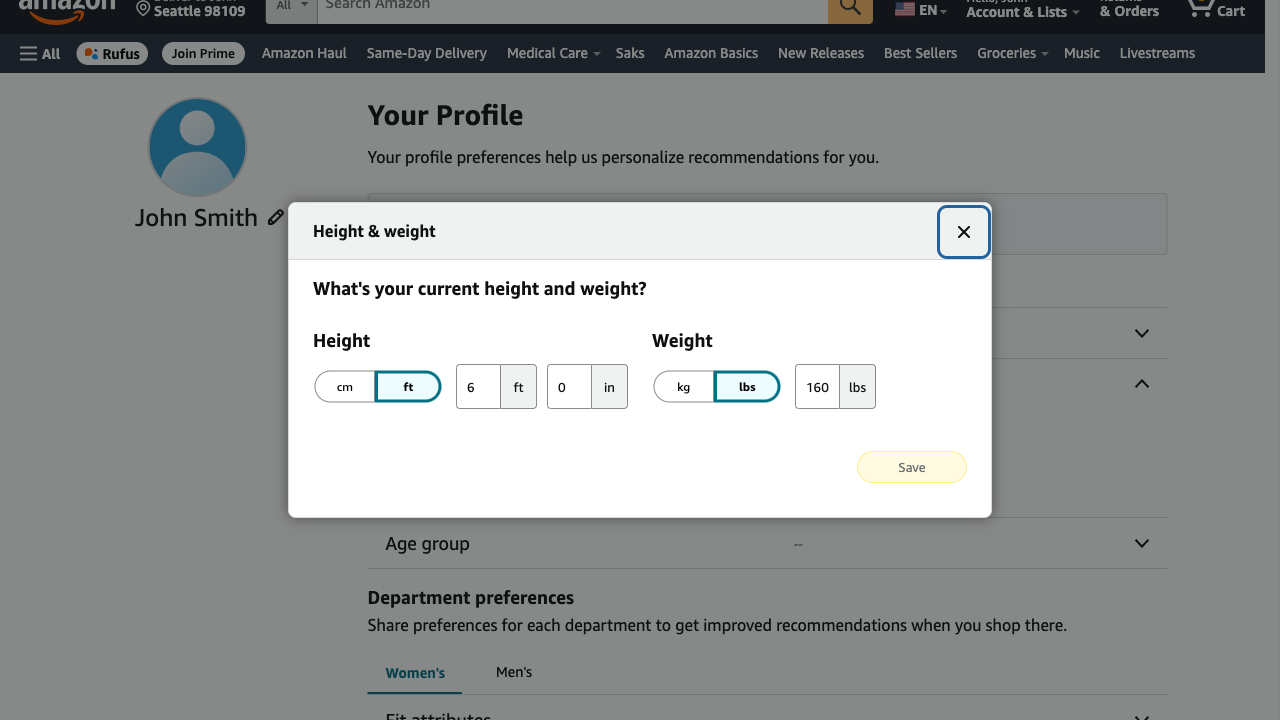 amazon
Seattle 98109
All
Search Amazon
EN
Account & Lists
& Orders
Cart
All
Rufus
Join Prime
Amazon Haul
Same-Day Delivery
Medical Care
Saks
Amazon Basics
New Releases
Best Sellers
Groceries
Music
Livestreams
Your Profile
Your profile preferences help us personalize recommendations for you.
John Smith
Height & weight
What's your current height and weight?
Height
Weight
cm
ft
6
ft
0
in
kg
lbs
160
lbs
Save
Age group
--
Department preferences
Share preferences for each department to get improved recommendations when you shop there.
Women's
Men's
Fit attributes